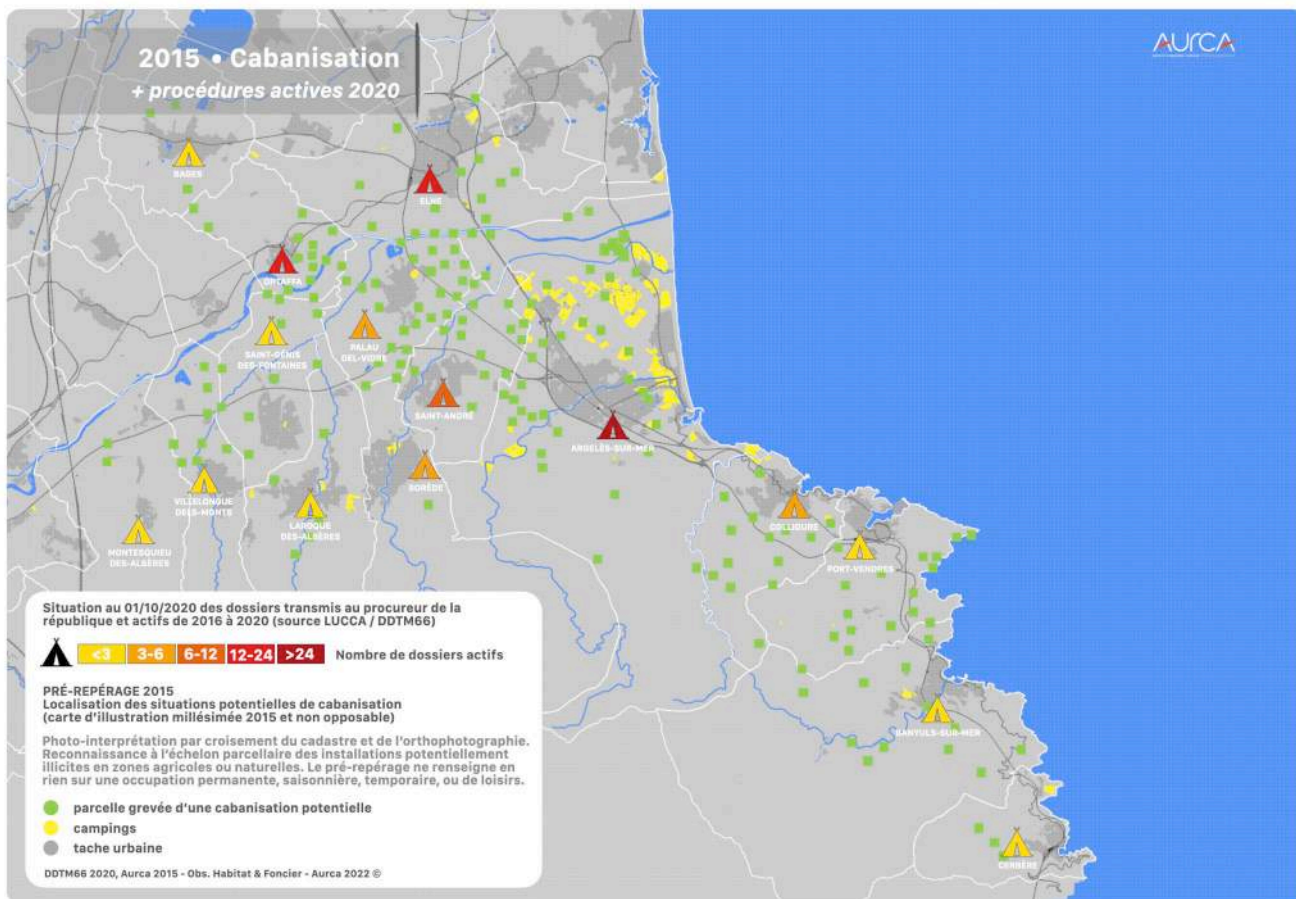 2015 • Cabanisation
+ procédures actives 2020
AURCA
BAGES
ELNE
ORTAFFA
SAINT-GÉNIS
DES-FONTAINES
PALAU
DEL-VIDRE
SAINT-ANDRÉ
ARGELÈS-SUR-MER
SORÈDE
VILLELONGUE
DELS-MONTS
LAROQUE
DES-ALBÈRES
MONTESQUIEU
DES-ALBÈRES
COLLIOURE
PORT-VENDRES
BANYULS-SUR-MER
CERBÈRE
Situation au 01/10/2020 des dossiers transmis au procureur de la
république et actifs de 2016 à 2020 (source LUCCA / DDTM66)
<3 3-6 6-12 12-24 >24 Nombre de dossiers actifs
PRÉ-REPÉRAGE 2015
Localisation des situations potentielles de cabanisation
(carte d'illustration millésimée 2015 et non opposable)
Photo-interprétation par croisement du cadastre et de l'orthophotographie.
Reconnaissance à l'échelon parcellaire des installations potentiellement
illicites en zones agricoles ou naturelles. Le pré-repérage ne renseigne en
rien sur une occupation permanente, saisonnière, temporaire, ou de loisirs.
parcelle grevée d'une cabanisation potentielle
campings
tache urbaine
DDTM66 2020, Aurca 2015 - Obs. Habitat & Foncier - Aurca 2022 ©